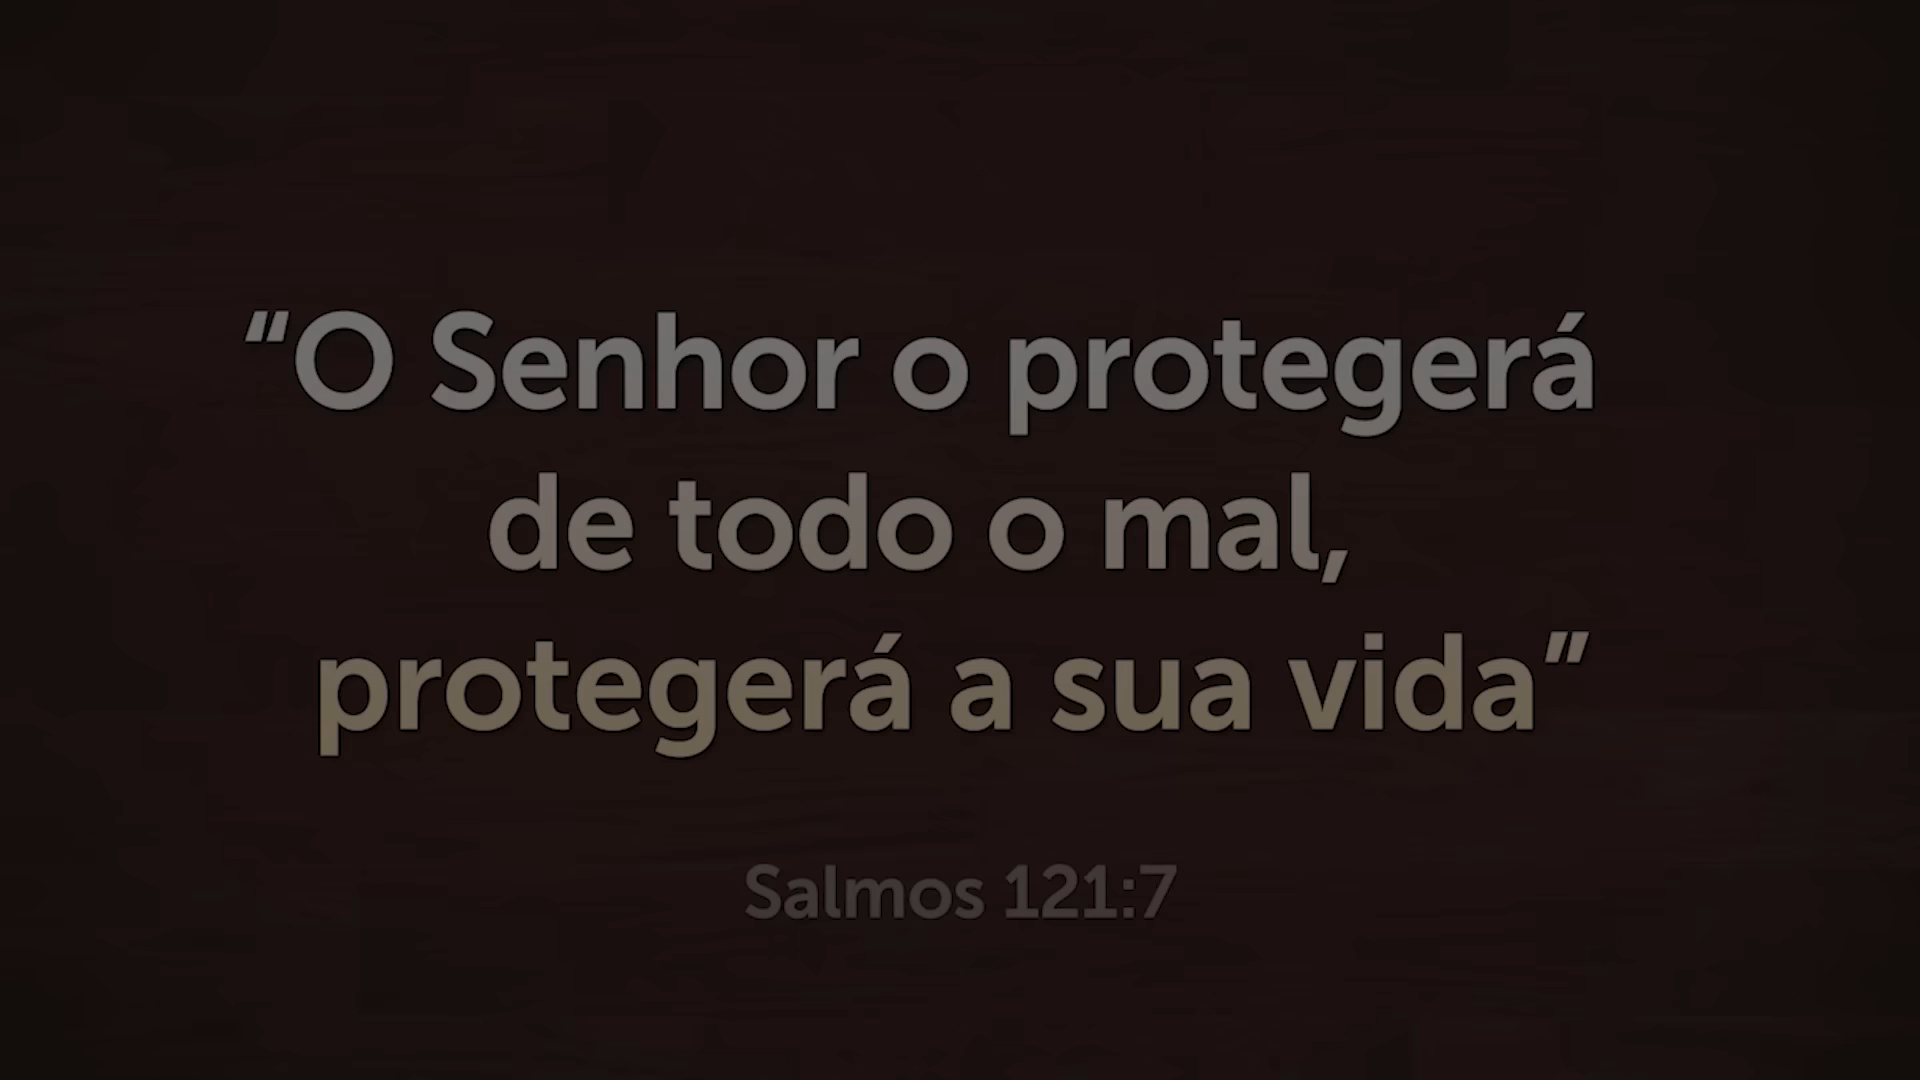 “O Senhor o protegerá
de todo o mal,
protegerá a sua vida”
Salmos 121:7